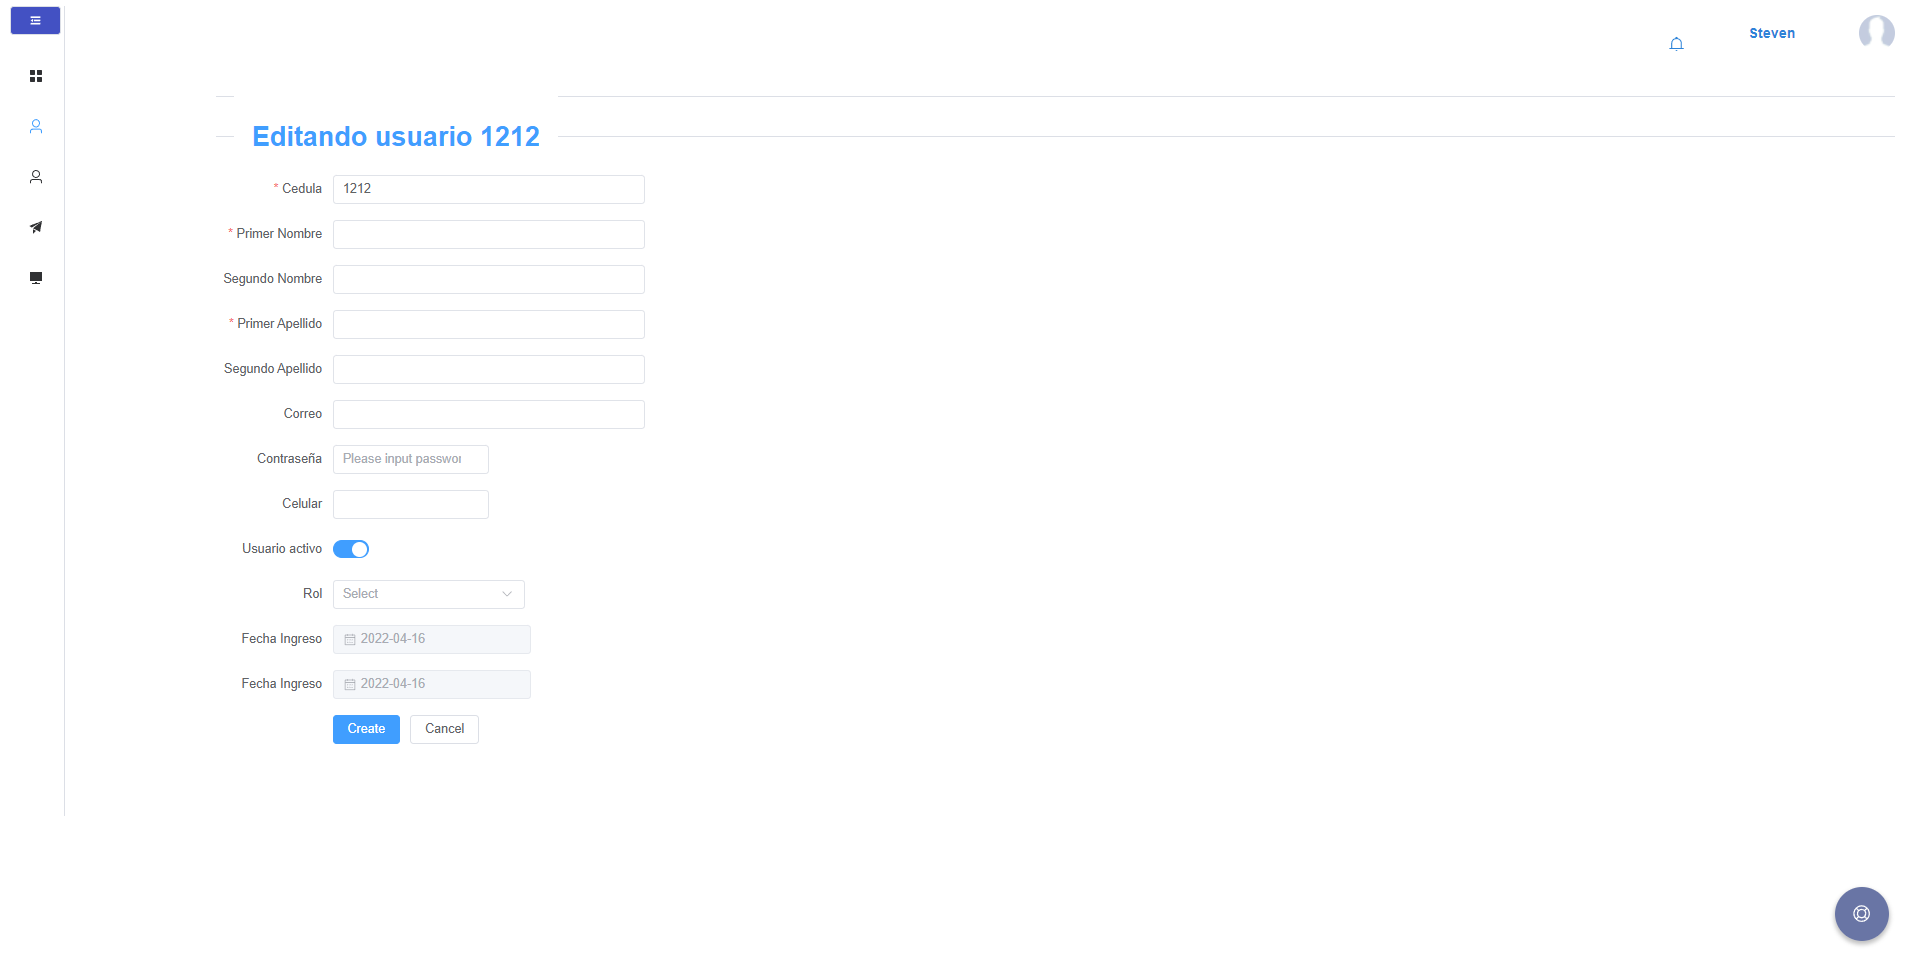 Steven
Editando usuario 1212
* Cedula 1212
* Primer Nombre
Segundo Nombre
* Primer Apellido
Segundo Apellido
Correo
Contraseña Please input passwor
Celular
Usuario activo
Rol Select
Fecha Ingreso 2022-04-16
Fecha Ingreso 2022-04-16
Create Cancel